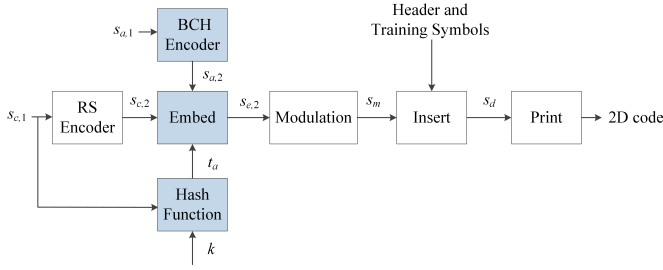 Header and
Training Symbols
BCH
Encoder
s_{a,1}
s_{a,2}
s_{c,1}
RS
Encoder
s_{c,2}
Embed
s_{e,2}
Modulation
s_m
Insert
s_d
Print
2D code
t_a
Hash
Function
k